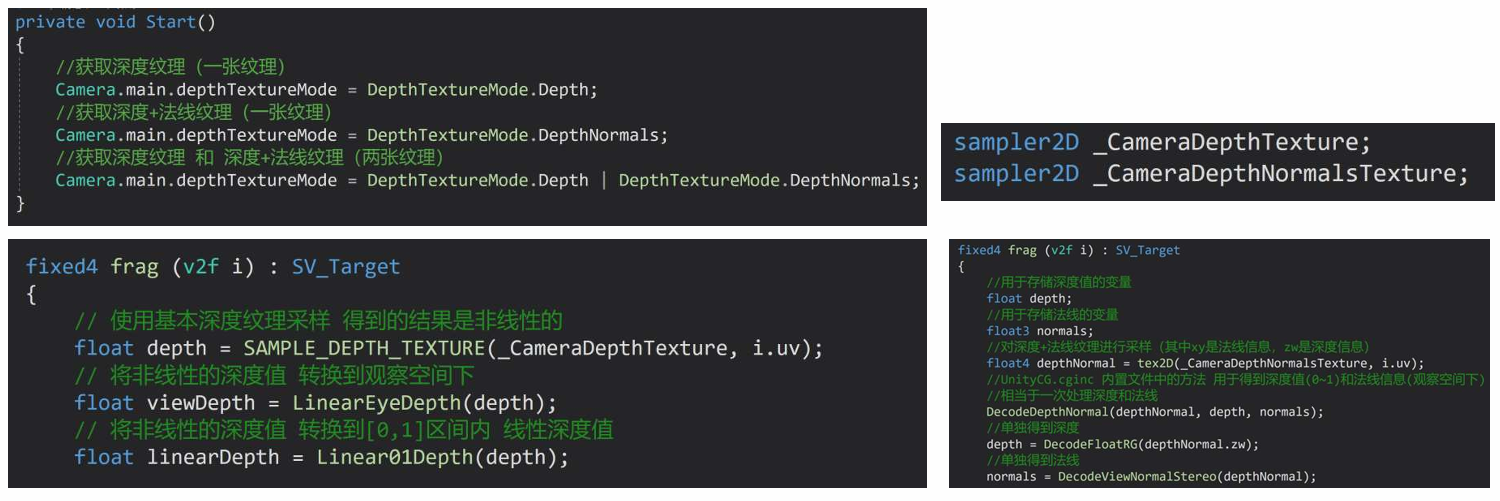 private void Start()
{
//获取深度纹理（一张纹理）
Camera.main.depthTextureMode = DepthTextureMode.Depth;
//获取深度+法线纹理（一张纹理）
Camera.main.depthTextureMode = DepthTextureMode.DepthNormals;
//获取深度纹理 和 深度+法线纹理（两张纹理）
Camera.main.depthTextureMode = DepthTextureMode.Depth | DepthTextureMode.DepthNormals;
}
sampler2D _CameraDepthTexture;
sampler2D _CameraDepthNormalsTexture;
fixed4 frag (v2f i) : SV_Target
{
// 使用基本深度纹理采样 得到的结果是非线性的
float depth = SAMPLE_DEPTH_TEXTURE(_CameraDepthTexture, i.uv);
// 将非线性的深度值 转换到观察空间下
float viewDepth = LinearEyeDepth(depth);
// 将非线性的深度值 转换到[0,1]区间内 线性深度值
float linearDepth = Linear01Depth(depth);
fixed4 frag (v2f i) : SV_Target
{
//用于存储深度值的变量
float depth;
//用于存储法线的变量
float3 normals;
//对深度+法线纹理进行采样（其中xy是法线信息，zw是深度信息）
float4 depthNormal = tex2D(_CameraDepthNormalsTexture, i.uv);
//UnityCG.cginc 内置文件中的方法 用于得到深度值(0~1)和法线信息(观察空间下)
//相当于一次处理深度和法线
DecodeDepthNormal(depthNormal, depth, normals);
//单独得到深度
depth = DecodeFloatRG(depthNormal.zw);
//单独得到法线
normals = DecodeViewNormalStereo(depthNormal);